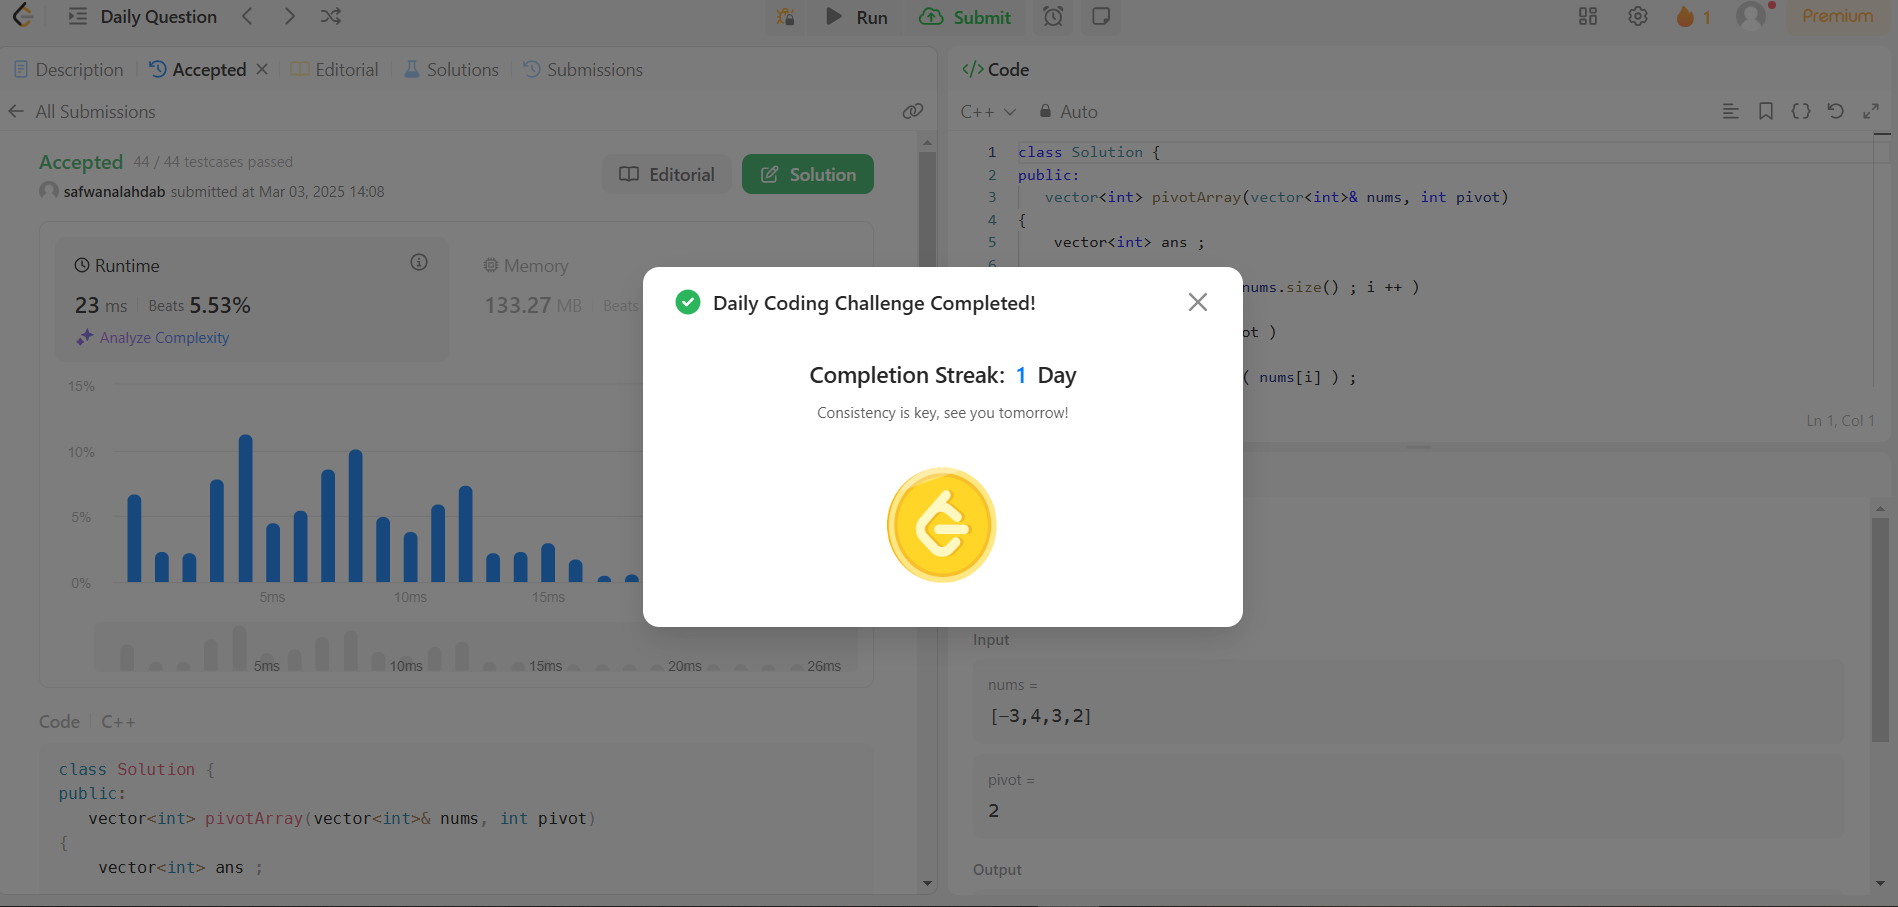 Daily Question
Run
Submit
1
Premium
Description
Accepted
Editorial
Solutions
Submissions
All Submissions
Accepted 44 / 44 testcases passed
safwanalahdab submitted at Mar 03, 2025 14:08
Editorial
Solution
Runtime
23 ms
Beats 5.53%
Analyze Complexity
Memory
133.27 MB
Beats
15%
10%
5%
0%
5ms
10ms
15ms
5ms
10ms
15ms
20ms
26ms
Code
C++
class Solution {
public:
vector<int> pivotArray(vector<int>& nums, int pivot)
{
vector<int> ans ;
Daily Coding Challenge Completed!
Completion Streak: 1 Day
Consistency is key, see you tomorrow!
Code
C++
Auto
1 class Solution {
2 public:
3 vector<int> pivotArray(vector<int>& nums, int pivot)
4 {
5 vector<int> ans ;
6
nums.size() ; i ++ )
ot )
( nums[i] ) ;
Ln 1, Col 1
Input
nums =
[-3,4,3,2]
pivot =
2
Output